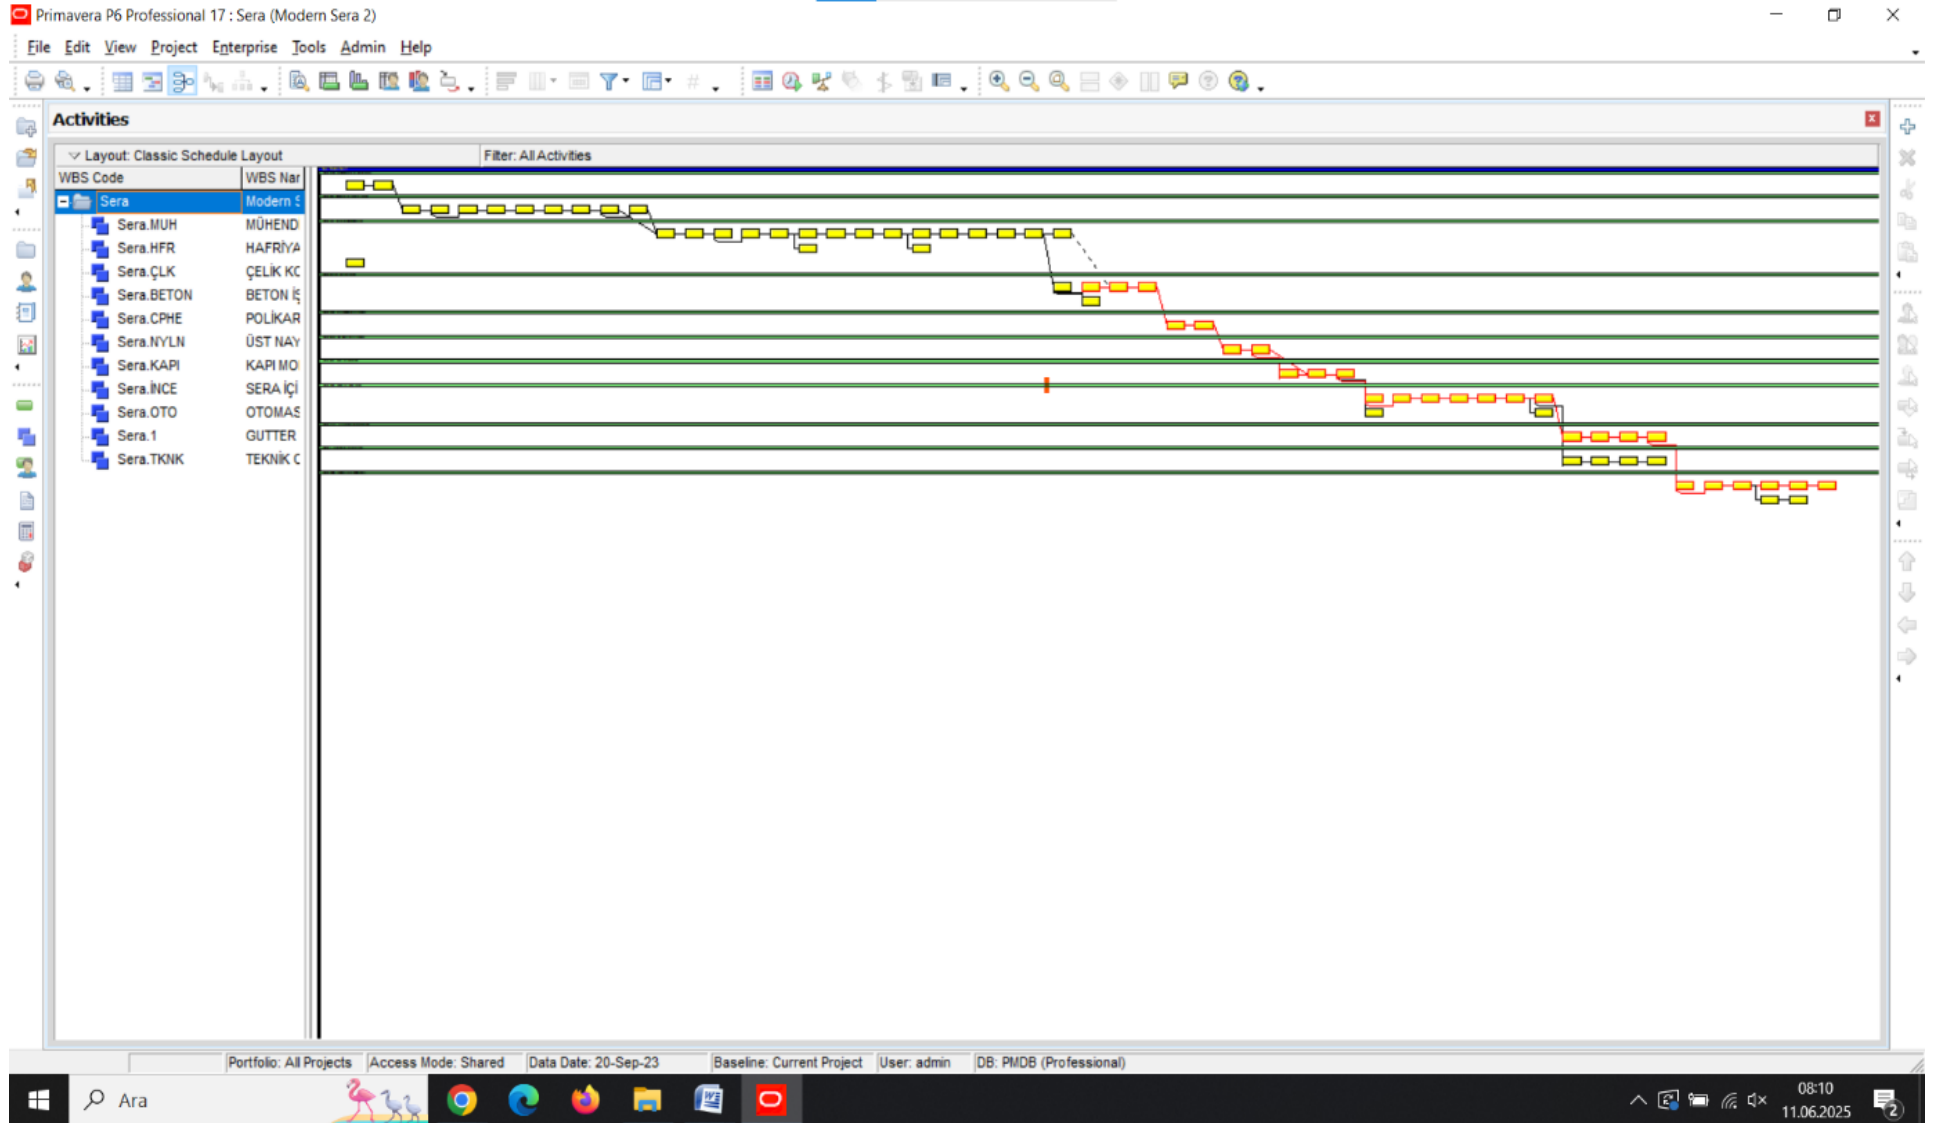 Primavera P6 Professional 17 : Sera (Modern Sera 2)
File Edit View Project Enterprise Tools Admin Help
Activities
Layout: Classic Schedule Layout Filter: All Activities
WBS Code WBS Nar
Sera Modern S
Sera.MUH MÜHEND
Sera.HFR HAFRİYA
Sera.ÇLK ÇELİK KC
Sera.BETON BETON İŞ
Sera.CPHE POLİKAR
Sera.NYLN ÜST NAY
Sera.KAPI KAPI MO
Sera.İNCE SERA İÇİ
Sera.OTO OTOMAS
Sera.1 GUTTER
Sera.TKNK TEKNİK C
Portfolio: All Projects Access Mode: Shared Data Date: 20-Sep-23 Baseline: Current Project User: admin DB: PMDB (Professional)
Ara
08:10
11.06.2025
2